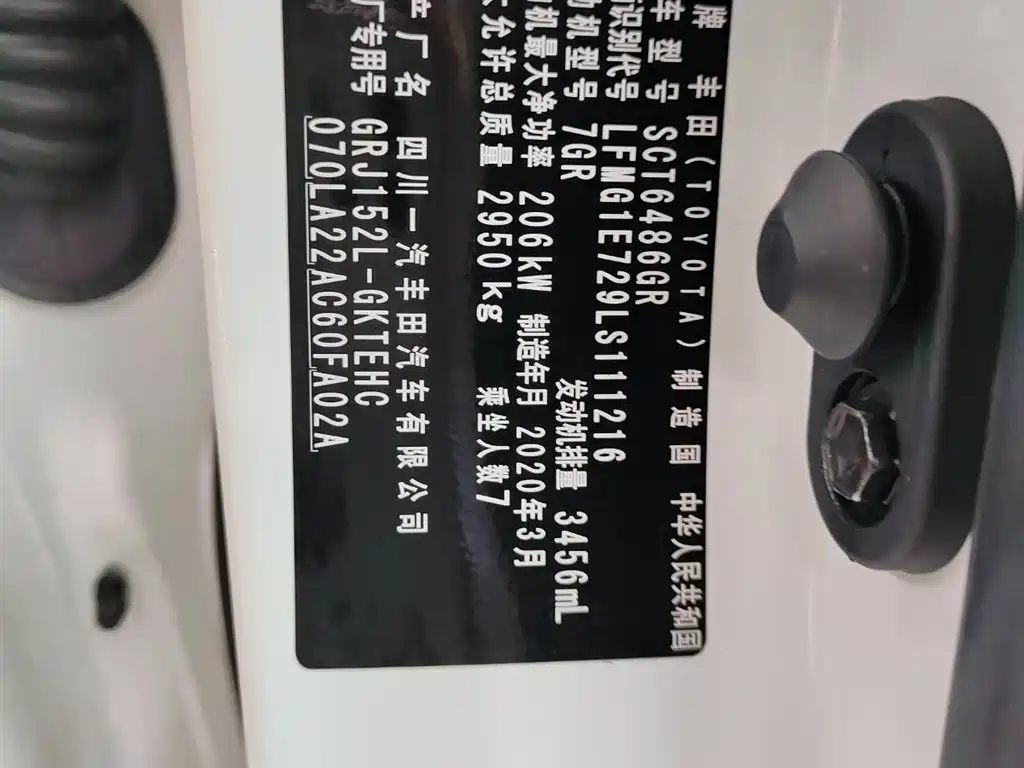 牌 丰田(TOYOTA) 制造国 中华人民共和国
车型号 SCT6486GR
识别代号 LFMG1E729LS111216
机型号 7GR 发动机排量 3456mL
机最大净功率 206kW 制造年月 2020年3月
允许总质量 2950kg 乘坐人数7
产厂名 四川一汽丰田汽车有限公司
厂专用号 GRJ152L-GKTEHC
070LA22AC60FA02A